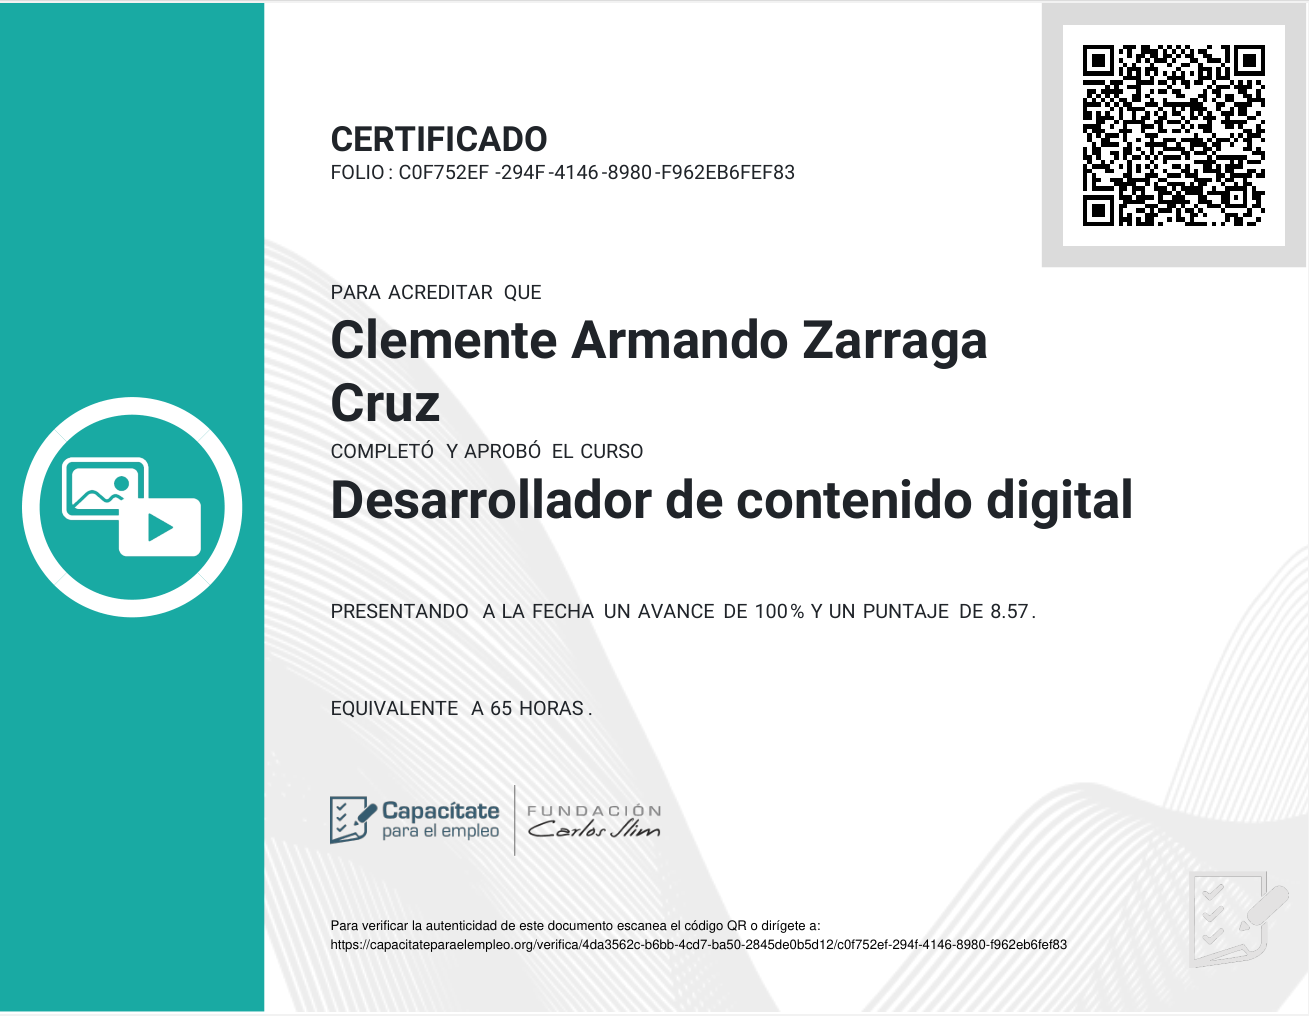 CERTIFICADO
FOLIO: C0F752EF-294F-4146-8980-F962EB6FEF83
PARA ACREDITAR QUE
Clemente Armando Zarraga
Cruz
COMPLETÓ Y APROBÓ EL CURSO
Desarrollador de contenido digital
PRESENTANDO A LA FECHA UN AVANCE DE 100% Y UN PUNTAJE DE 8.57.
EQUIVALENTE A 65 HORAS.
Capacítate
para el empleo
FUNDACIÓN
Carlos Slim
Para verificar la autenticidad de este documento escanea el código QR o dirígete a:
https://capacitateparaelempleo.org/verifica/4da3562c-b6bb-4cd7-ba50-2845de0b5d12/c0f752ef-294f-4146-8980-f962eb6fef83